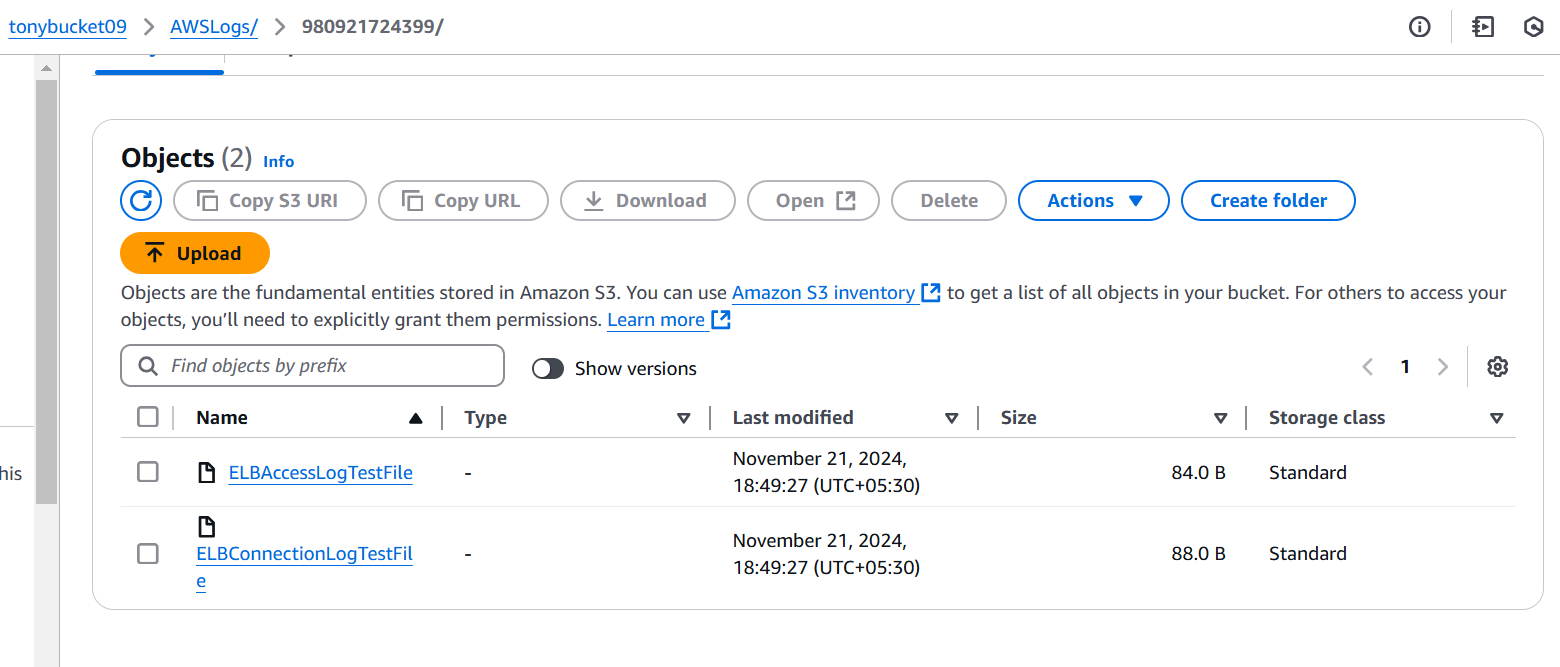 tonybucket09 > AWSLogs/ > 980921724399/
Objects (2) Info
Copy S3 URI Copy URL Download Open Delete Actions Create folder
Upload
Objects are the fundamental entities stored in Amazon S3. You can use Amazon S3 inventory to get a list of all objects in your bucket. For others to access your
objects, you’ll need to explicitly grant them permissions. Learn more
Find objects by prefix Show versions 1
Name Type Last modified Size Storage class
his
ELBAccessLogTestFile - November 21, 2024,
18:49:27 (UTC+05:30) 84.0 B Standard
ELBConnectionLogTestFil
e - November 21, 2024,
18:49:27 (UTC+05:30) 88.0 B Standard